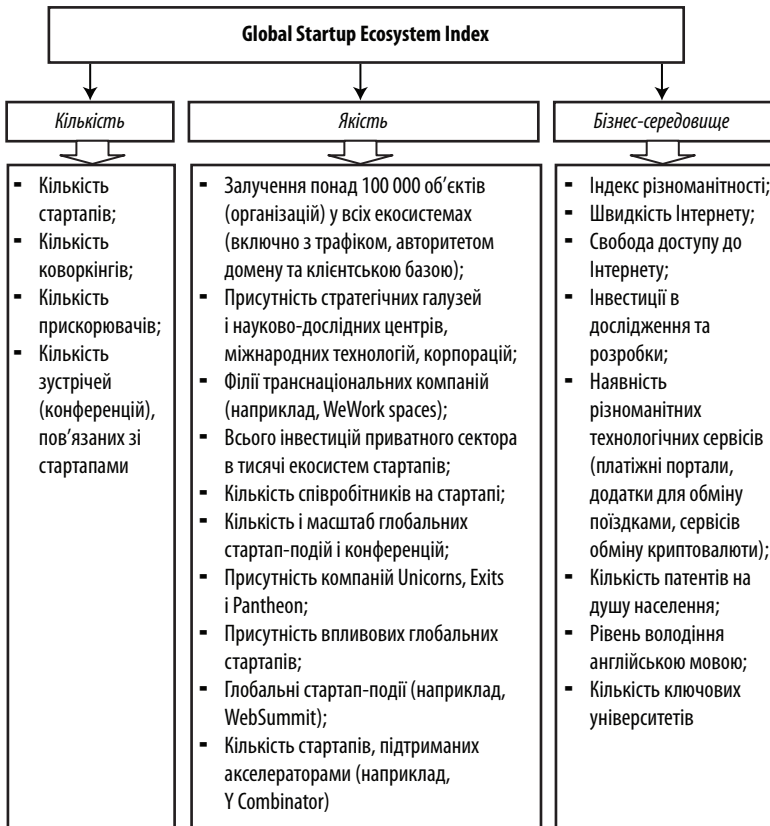 Global Startup Ecosystem Index
Кількість
- Кількість
стартапів;
- Кількість
коворкінгів;
- Кількість
прискорювачів;
- Кількість
зустрічей
(конференцій),
пов’язаних зі
стартапами
Якість
- Залучення понад 100 000 об’єктів
(організацій) у всіх екосистемах
(включно з трафіком, авторитетом
домену та клієнтською базою);
- Присутність стратегічних галузей
і науково-дослідних центрів,
міжнародних технологій, корпорацій;
- Філії транснаціональних компаній
(наприклад, WeWork spaces);
- Всього інвестицій приватного сектора
в тисячі екосистем стартапів;
- Кількість співробітників на стартапі;
- Кількість і масштаб глобальних
стартап-подій і конференцій;
- Присутність компаній Unicorns, Exits
і Pantheon;
- Присутність впливових глобальних
стартапів;
- Глобальні стартап-події (наприклад,
WebSummit);
- Кількість стартапів, підтриманих
акселераторами (наприклад,
Y Combinator)
Бізнес-середовище
- Індекс різноманітності;
- Швидкість Інтернету;
- Свобода доступу до
Інтернету;
- Інвестиції в
дослідження та
розробки;
- Наявність
різноманітних
технологічних сервісів
(платіжні портали,
додатки для обміну
поїздками, сервісів
обміну криптовалюти);
- Кількість патентів на
душу населення;
- Рівень володіння
англійською мовою;
- Кількість ключових
університетів